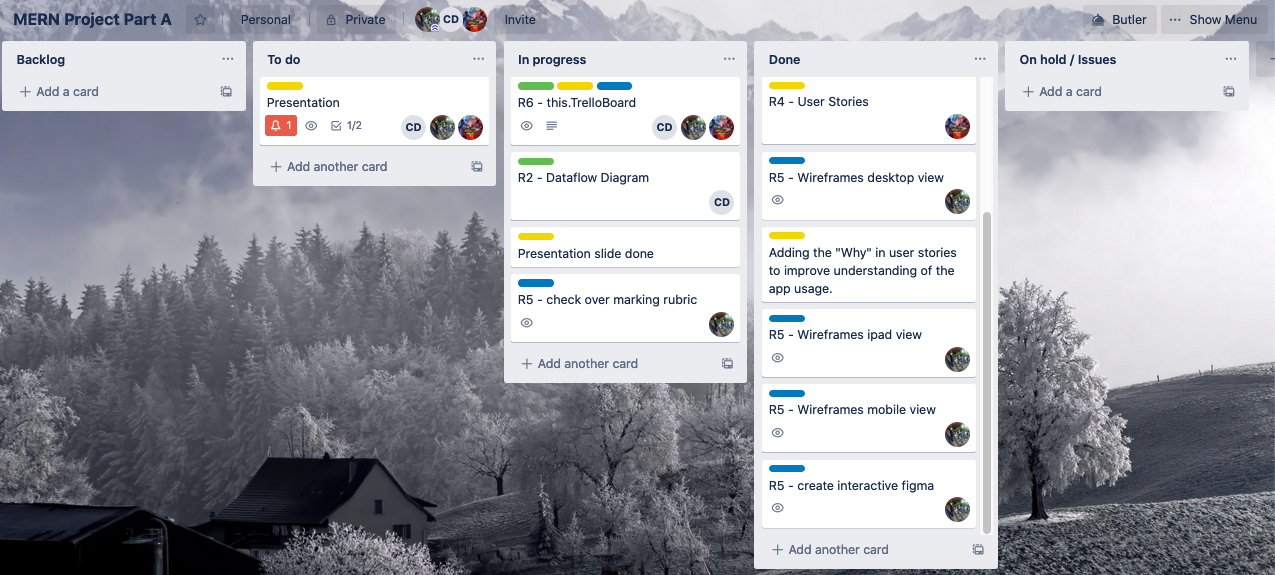 MERN Project Part A
Personal
Private
CD
Invite
Butler
Show Menu
Backlog
Add a card
To do
Presentation
1
1/2
CD
Add another card
In progress
R6 - this.TrelloBoard
CD
R2 - Dataflow Diagram
CD
Presentation slide done
R5 - check over marking rubric
Add another card
Done
R4 - User Stories
R5 - Wireframes desktop view
Adding the "Why" in user stories
to improve understanding of the
app usage.
R5 - Wireframes ipad view
R5 - Wireframes mobile view
R5 - create interactive figma
Add another card
On hold / Issues
Add a card